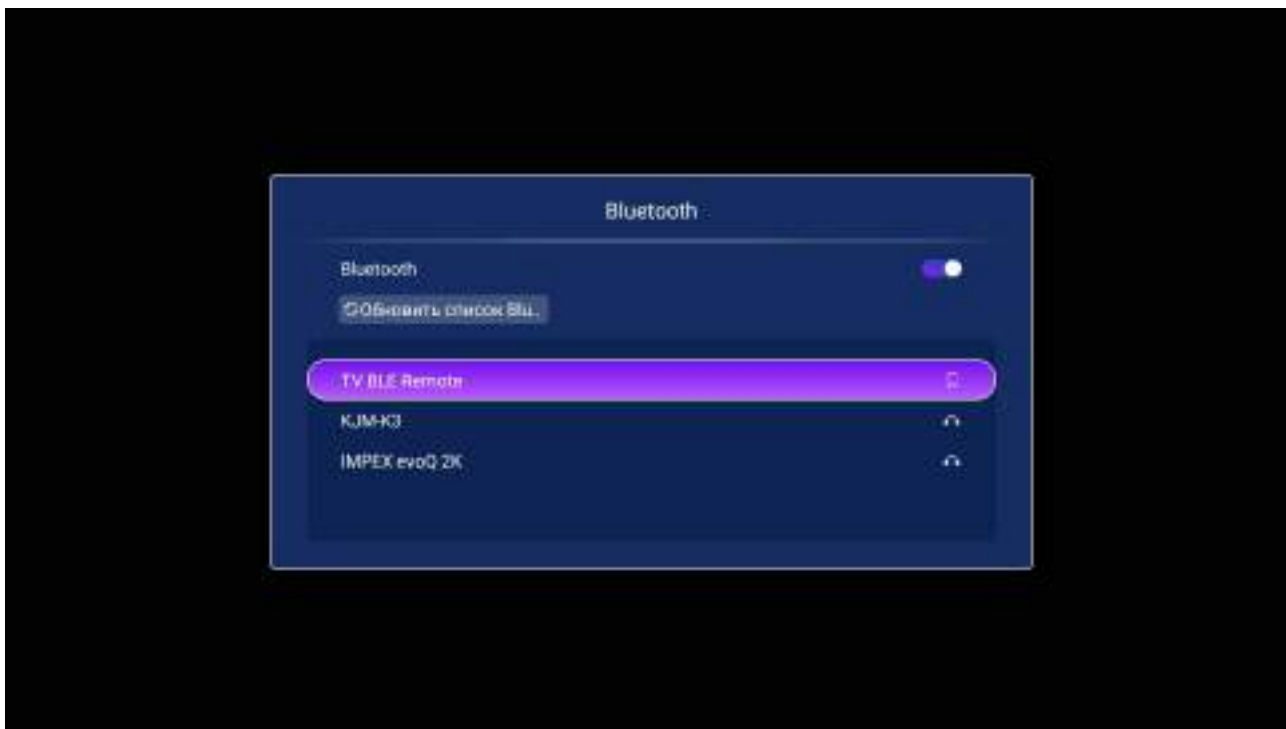 Bluetooth
Bluetooth
Обновить список Blu..
TV BLE Remote
KJM-K3
IMPEX evoQ 2K